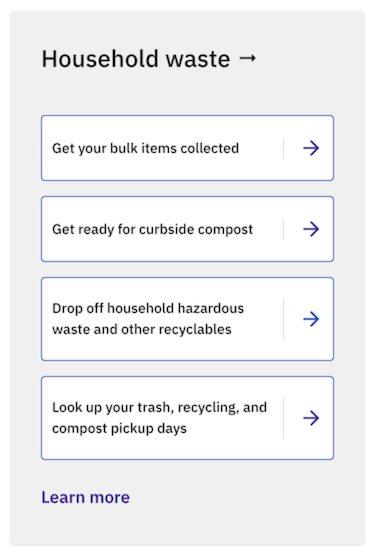 Household waste →
Get your bulk items collected
Get ready for curbside compost
Drop off household hazardous
waste and other recyclables
Look up your trash, recycling, and
compost pickup days
Learn more